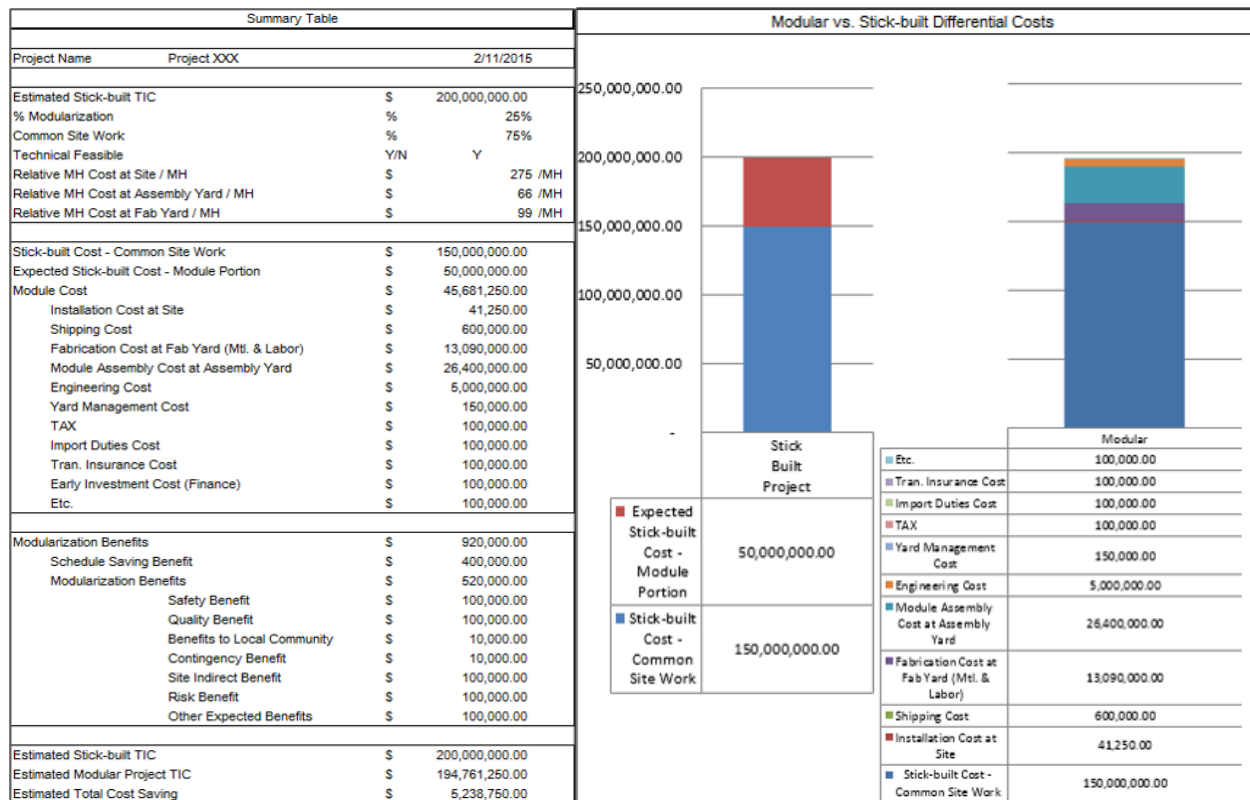 Summary Table
Project Name Project XXX 2/11/2015
Estimated Stick-built TIC $ 200,000,000.00
% Modularization % 25%
Common Site Work % 75%
Technical Feasible Y/N Y
Relative MH Cost at Site / MH $ 275 /MH
Relative MH Cost at Assembly Yard / MH $ 66 /MH
Relative MH Cost at Fab Yard / MH $ 99 /MH
Stick-built Cost - Common Site Work $ 150,000,000.00
Expected Stick-built Cost - Module Portion $ 50,000,000.00
Module Cost $ 45,681,250.00
Installation Cost at Site $ 41,250.00
Shipping Cost $ 600,000.00
Fabrication Cost at Fab Yard (Mtl. & Labor) $ 13,090,000.00
Module Assembly Cost at Assembly Yard $ 26,400,000.00
Engineering Cost $ 5,000,000.00
Yard Management Cost $ 150,000.00
TAX $ 100,000.00
Import Duties Cost $ 100,000.00
Tran. Insurance Cost $ 100,000.00
Early Investment Cost (Finance) $ 100,000.00
Etc. $ 100,000.00
Modularization Benefits $ 920,000.00
Schedule Saving Benefit $ 400,000.00
Modularization Benefits $ 520,000.00
Safety Benefit $ 100,000.00
Quality Benefit $ 100,000.00
Benefits to Local Community $ 10,000.00
Contingency Benefit $ 10,000.00
Site Indirect Benefit $ 100,000.00
Risk Benefit $ 100,000.00
Other Expected Benefits $ 100,000.00
Estimated Stick-built TIC $ 200,000,000.00
Estimated Modular Project TIC $ 194,761,250.00
Estimated Total Cost Saving $ 5,238,750.00
Modular vs. Stick-built Differential Costs
250,000,000.00
200,000,000.00
150,000,000.00
100,000,000.00
50,000,000.00
-
Stick
Built
Project
Expected
Stick-built
Cost -
Module
Portion
50,000,000.00
Stick-built
Cost -
Common
Site Work
150,000,000.00
Modular
Etc. 100,000.00
Tran. Insurance Cost 100,000.00
Import Duties Cost 100,000.00
TAX 100,000.00
Yard Management
Cost
150,000.00
Engineering Cost 5,000,000.00
Module Assembly
Cost at Assembly
Yard
26,400,000.00
Fabrication Cost at
Fab Yard (Mtl. &
Labor)
13,090,000.00
Shipping Cost 600,000.00
Installation Cost at
Site
41,250.00
Stick-built Cost -
Common Site Work
150,000,000.00